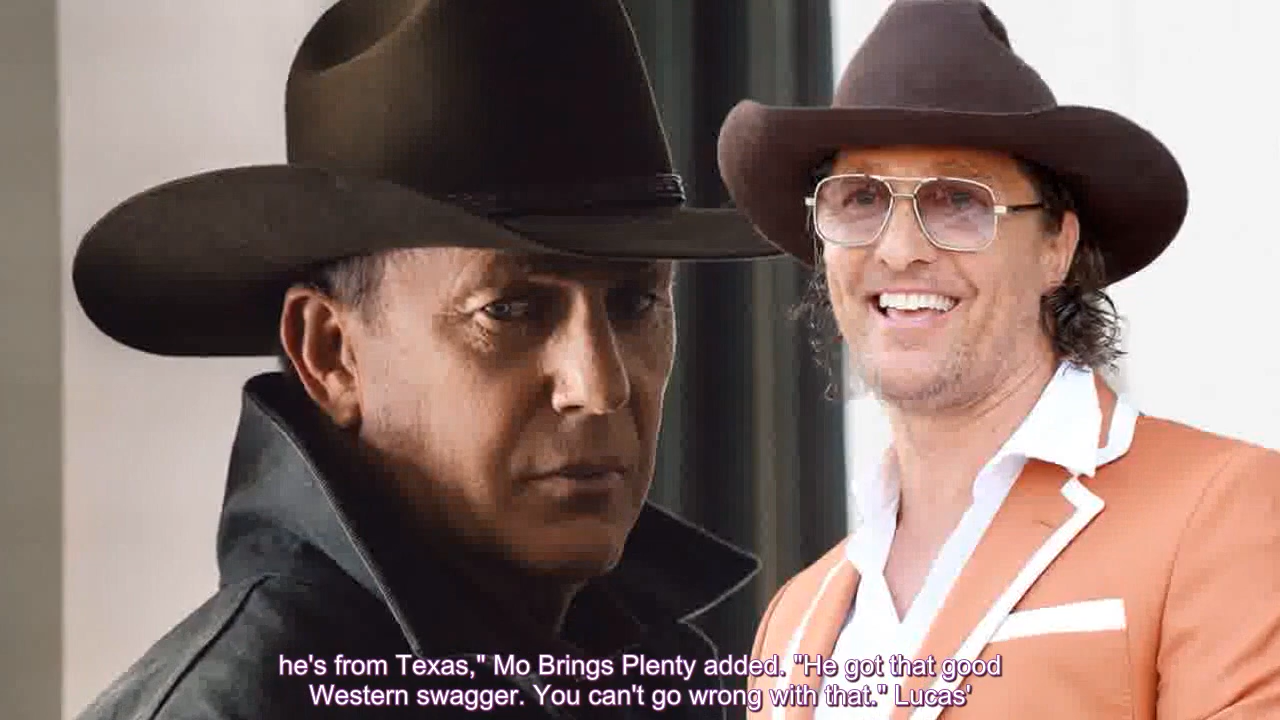 he's from Texas," Mo Brings Plenty added. "He got that good
Western swagger. You can't go wrong with that." Lucas'